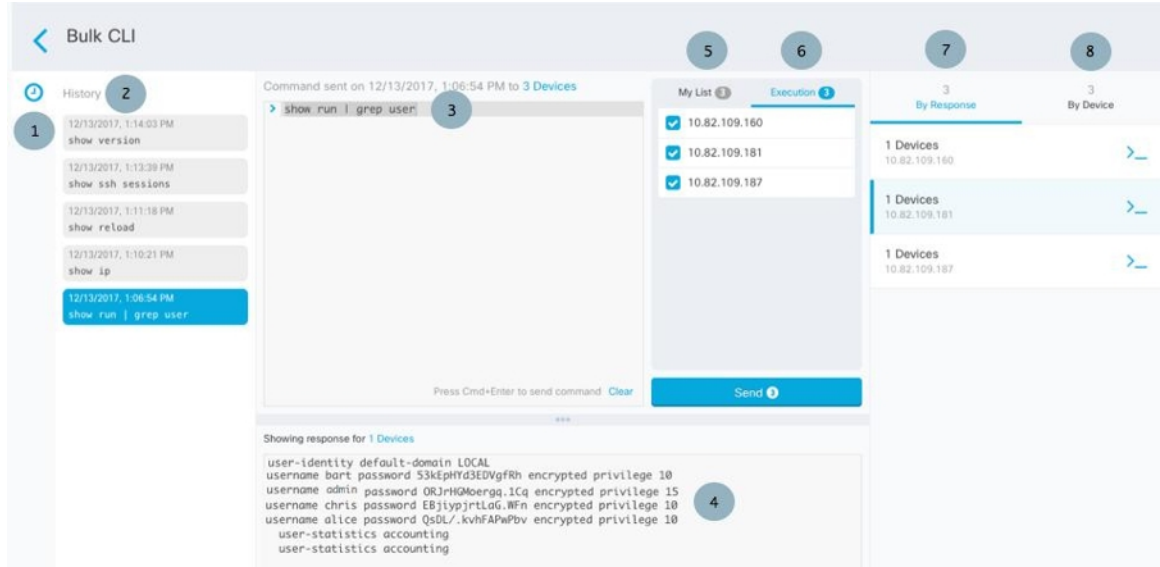 Bulk CLI
1
2
3
4
5
6
7
8
History
12/13/2017, 1:14:03 PM
show version
12/13/2017, 1:13:39 PM
show ssh sessions
12/13/2017, 1:11:18 PM
show reload
12/13/2017, 1:10:21 PM
show ip
12/13/2017, 1:06:54 PM
show run | grep user
Command sent on 12/13/2017, 1:06:54 PM to 3 Devices
> show run | grep user
Press Cmd+Enter to send command Clear
My List 3
Execution 3
10.82.109.160
10.82.109.181
10.82.109.187
Send 3
3
By Response
3
By Device
1 Devices
10.82.109.160
>_
1 Devices
10.82.109.181
>_
1 Devices
10.82.109.187
>_
Showing response for 1 Devices
user-identity default-domain LOCAL
username bart password 53kEpHYd3EDVgfRh encrypted privilege 10
username admin password ORJrHGMoergq.1Cq encrypted privilege 15
username chris password EBjiypjrtLaG.WFn encrypted privilege 10
username alice password QsDL/.kvhFAPwPbv encrypted privilege 10
user-statistics accounting
user-statistics accounting